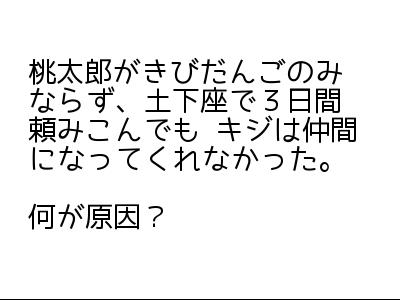 桃太郎がきびだんごのみ
ならず、土下座で３日間
頼みこんでも キジは仲間
になってくれなかった。
何が原因？